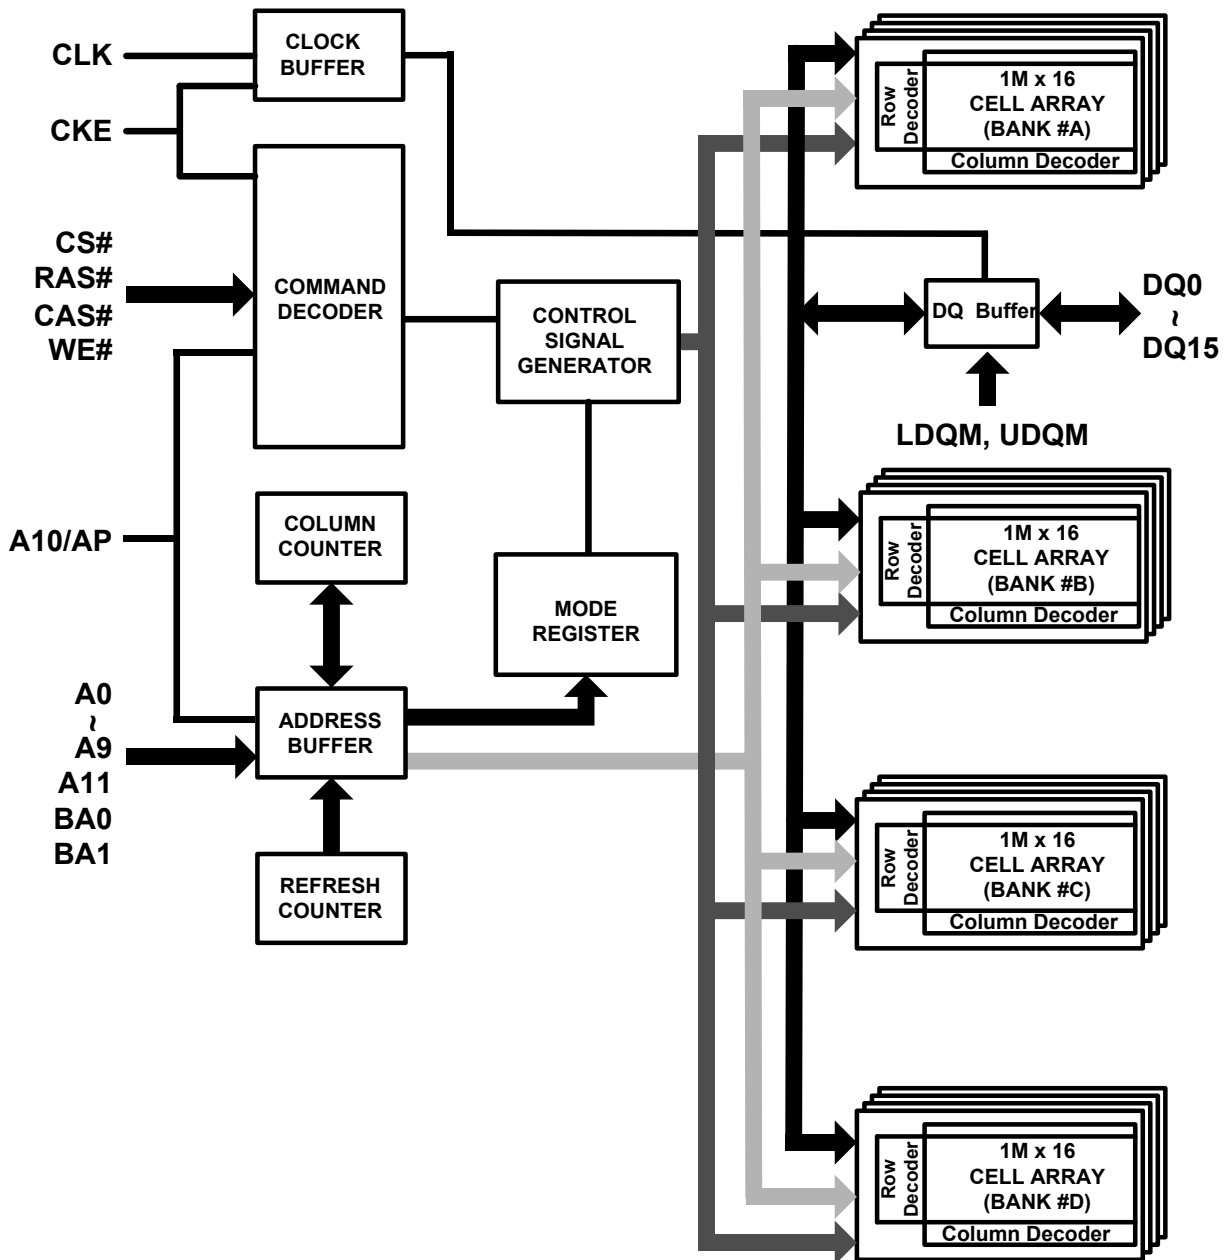 CLK
CKE
CLOCK
BUFFER
CS#
RAS#
CAS#
WE#
COMMAND
DECODER
CONTROL
SIGNAL
GENERATOR
A10/AP
COLUMN
COUNTER
MODE
REGISTER
A0
~
A9
A11
BA0
BA1
ADDRESS
BUFFER
REFRESH
COUNTER
Row
Decoder
1M x 16
CELL ARRAY
(BANK #A)
Column Decoder
DQ Buffer
DQ0
~
DQ15
LDQM, UDQM
Row
Decoder
1M x 16
CELL ARRAY
(BANK #B)
Column Decoder
Row
Decoder
1M x 16
CELL ARRAY
(BANK #C)
Column Decoder
Row
Decoder
1M x 16
CELL ARRAY
(BANK #D)
Column Decoder